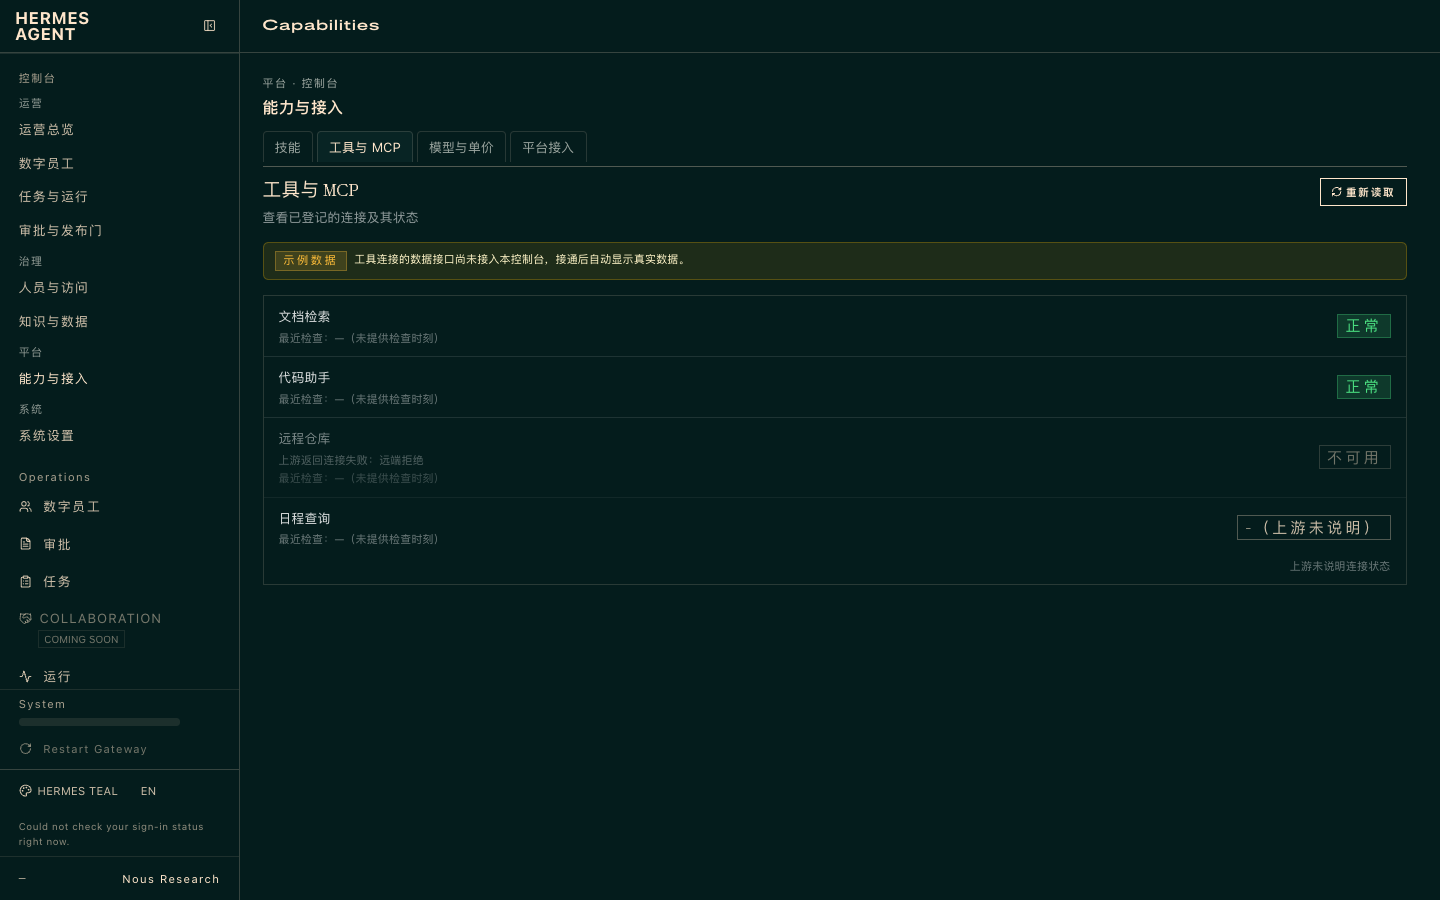 HERMES
AGENT
Capabilities
控制台
运营
运营总览
数字员工
任务与运行
审批与发布门
治理
人员与访问
知识与数据
平台
能力与接入
系统
系统设置
Operations
数字员工
审批
任务
COLLABORATION
COMING SOON
运行
System
Restart Gateway
HERMES TEAL EN
Could not check your sign-in status
right now.
— Nous Research
平台 · 控制台
能力与接入
技能 工具与 MCP 模型与单价 平台接入
工具与 MCP
重新读取
查看已登记的连接及其状态
示例数据 工具连接的数据接口尚未接入本控制台，接通后自动显示真实数据。
文档检索
正常
最近检查：—（未提供检查时刻）
代码助手
正常
最近检查：—（未提供检查时刻）
远程仓库
上游返回连接失败：远端拒绝
不可用
最近检查：—（未提供检查时刻）
日程查询
-（上游未说明）
最近检查：—（未提供检查时刻）
上游未说明连接状态